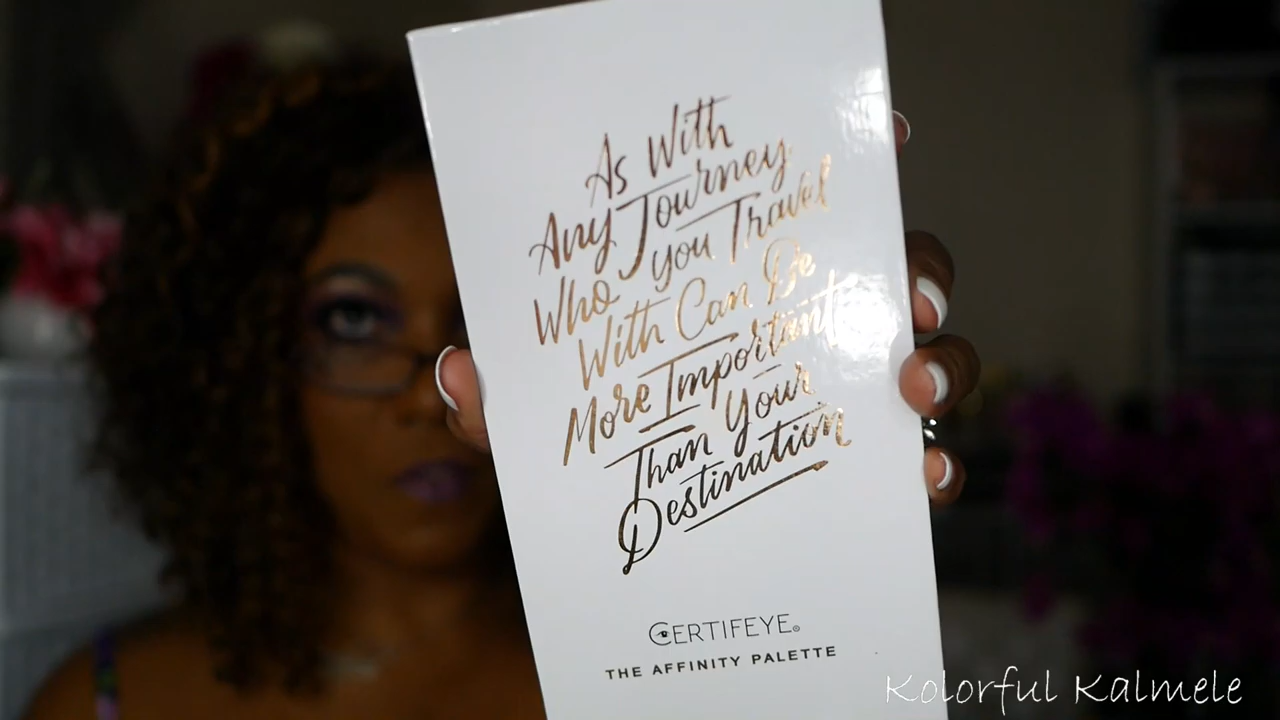 As With
Any Journey
Who you Travel
With Can Be
More Important
Than Your
Destination
CERTIFEYE®
THE AFFINITY PALETTE
Kolorful Kalmele